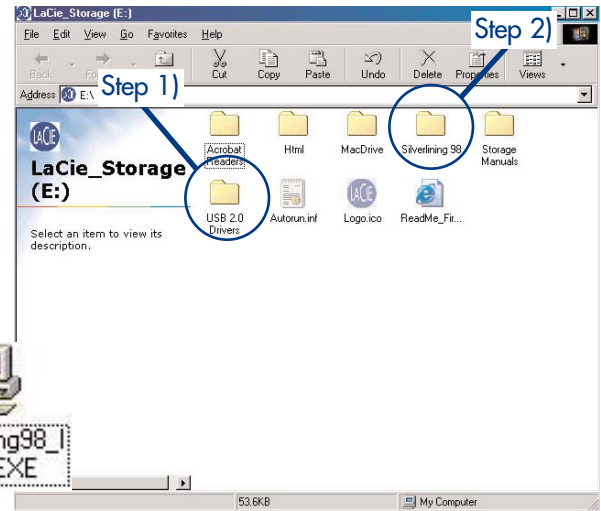 LaCie_Storage (E:)
Step 2)
File Edit View Go Favorites Help
Back Cut Copy Paste Undo Delete Properties Views
Step 1)
Address E:\
LACIE
LaCie_Storage
(E:)
Select an item to view its
description.
Acrobat
Readers
Html
MacDrive
Silverlining 98
Storage
Manuals
USB 2.0
Drivers
Autorun.inf
Logo.ico
ReadMe_Fir...
ng98_I
EXE
53.6KB
My Computer